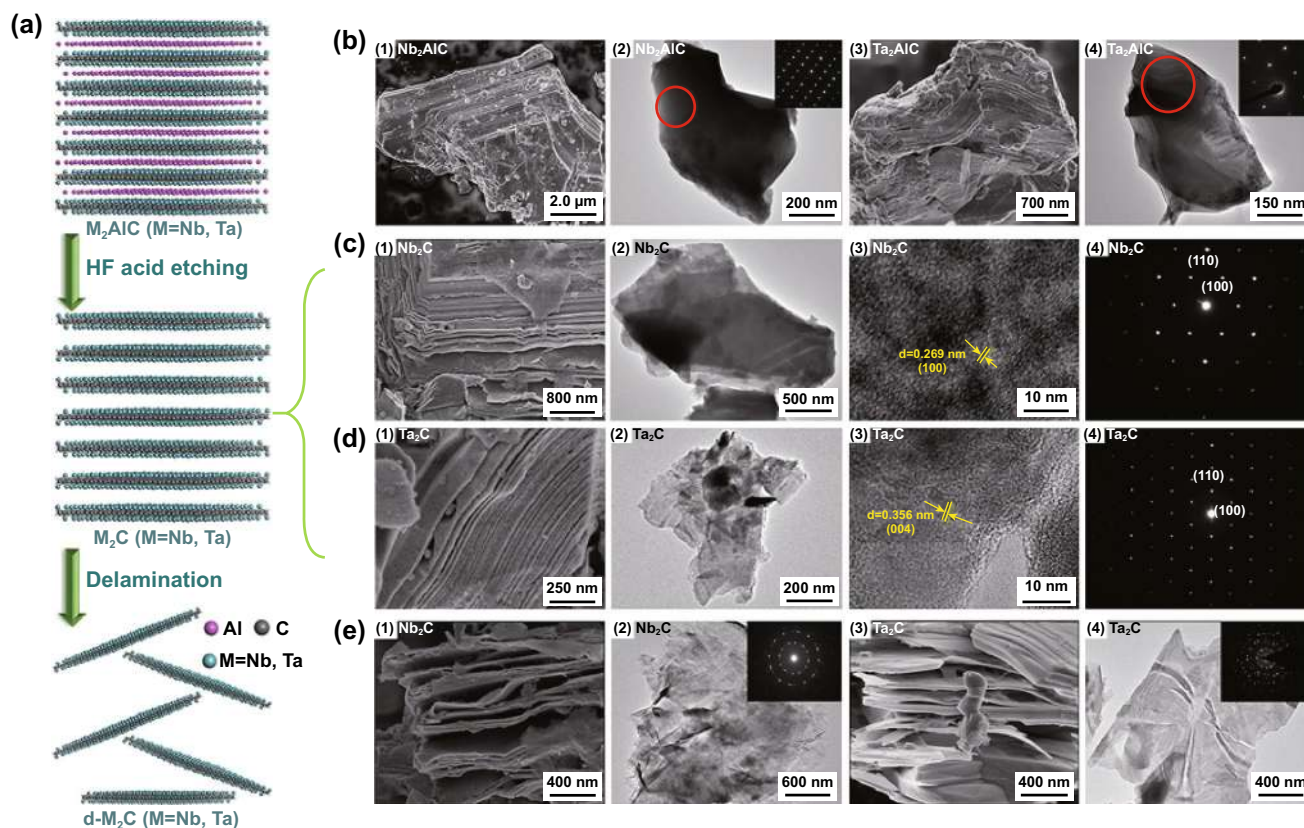 (a)
M₂AlC (M=Nb, Ta)
HF acid etching
M₂C (M=Nb, Ta)
Delamination
Al C
M=Nb, Ta
d-M₂C (M=Nb, Ta)
(b)
(1) Nb₂AlC
2.0 μm
(2) Nb₂AlC
200 nm
(3) Ta₂AlC
700 nm
(4) Ta₂AlC
150 nm
(c)
(1) Nb₂C
800 nm
(2) Nb₂C
500 nm
(3) Nb₂C
d=0.269 nm
(100)
10 nm
(4) Nb₂C
(110)
(100)
(d)
(1) Ta₂C
250 nm
(2) Ta₂C
200 nm
(3) Ta₂C
d=0.356 nm
(004)
10 nm
(4) Ta₂C
(110)
(100)
(e)
(1) Nb₂C
400 nm
(2) Nb₂C
600 nm
(3) Ta₂C
400 nm
(4) Ta₂C
400 nm